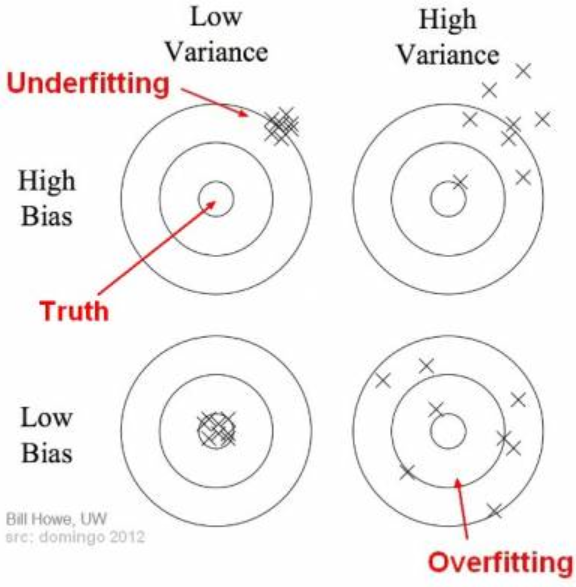 Low
Variance
High
Variance
Underfitting
High
Bias
Truth
Low
Bias
Bill Howe, UW
src: domingo 2012
Overfitting